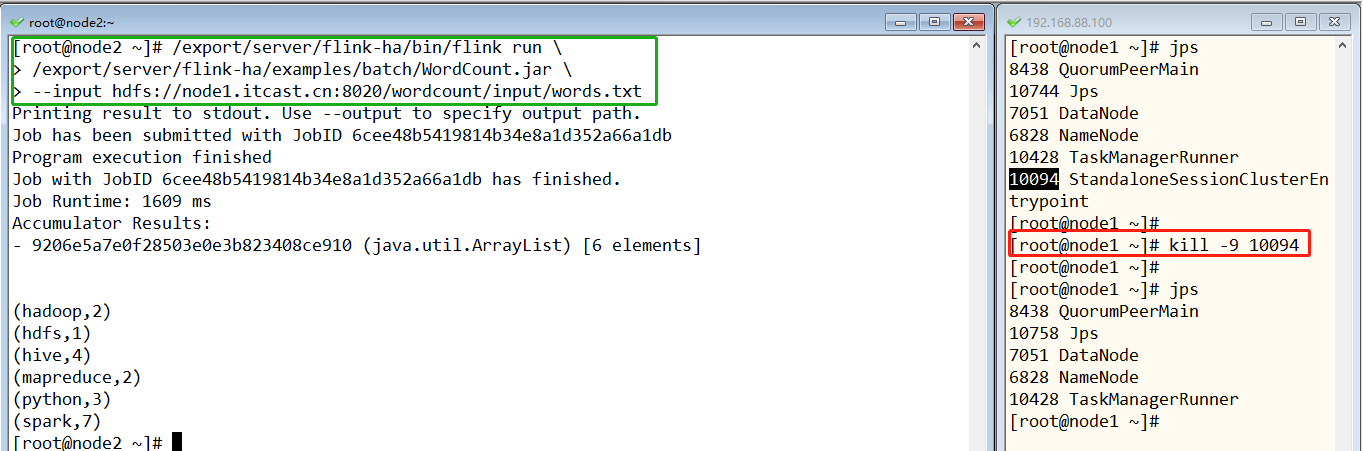 root@node2:~
[root@node2 ~]# /export/server/flink-ha/bin/flink run \
> /export/server/flink-ha/examples/batch/WordCount.jar \
> --input hdfs://node1.itcast.cn:8020/wordcount/input/words.txt
Printing result to stdout. Use --output to specify output path.
Job has been submitted with JobID 6cee48b5419814b34e8a1d352a66a1db
Program execution finished
Job with JobID 6cee48b5419814b34e8a1d352a66a1db has finished.
Job Runtime: 1609 ms
Accumulator Results:
- 9206e5a7e0f28503e0e3b823408ce910 (java.util.ArrayList) [6 elements]
(hadoop,2)
(hdfs,1)
(hive,4)
(mapreduce,2)
(python,3)
(spark,7)
[root@node2 ~]#
192.168.88.100
[root@node1 ~]# jps
8438 QuorumPeerMain
10744 Jps
7051 DataNode
6828 NameNode
10428 TaskManagerRunner
10094 StandaloneSessionClusterEn
trypoint
[root@node1 ~]#
[root@node1 ~]# kill -9 10094
[root@node1 ~]#
[root@node1 ~]# jps
8438 QuorumPeerMain
10758 Jps
7051 DataNode
6828 NameNode
10428 TaskManagerRunner
[root@node1 ~]#